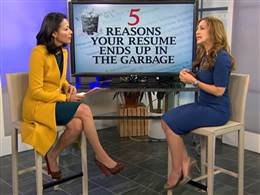 5
REASONS
YOUR RESUME
ENDS UP IN
THE GARBAGE